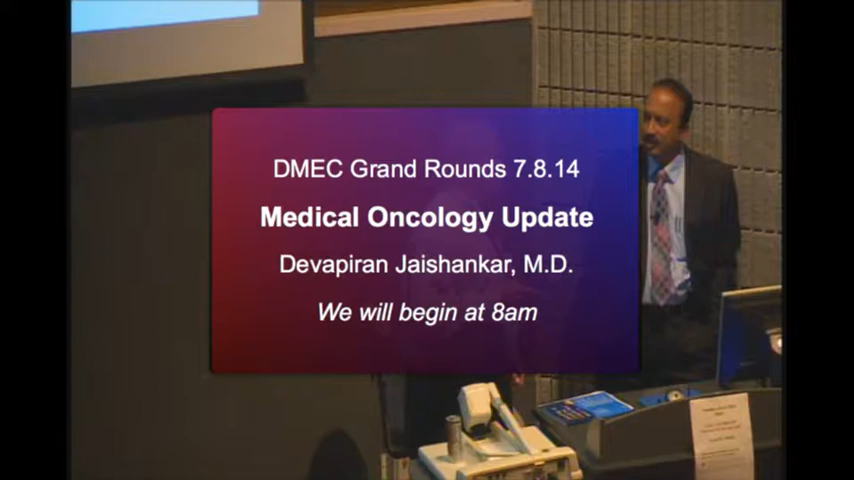 DMEC Grand Rounds 7.8.14
Medical Oncology Update
Devapiran Jaishankar, M.D.
We will begin at 8am